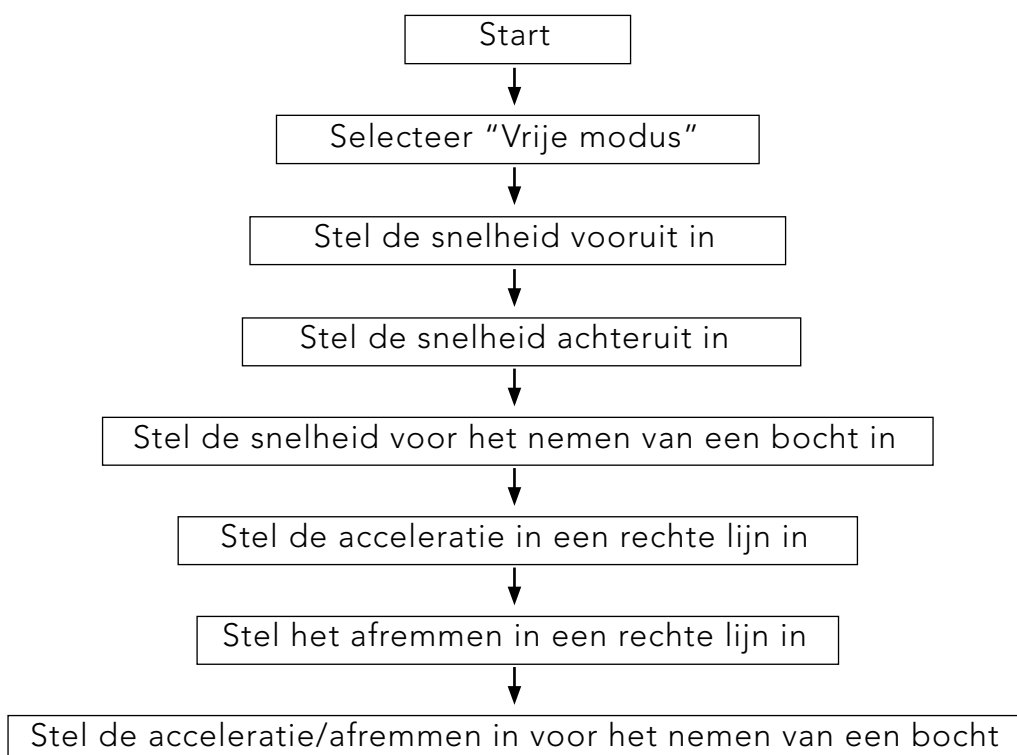 Start
Selecteer “Vrije modus”
Stel de snelheid vooruit in
Stel de snelheid achteruit in
Stel de snelheid voor het nemen van een bocht in
Stel de acceleratie in een rechte lijn in
Stel het afremmen in een rechte lijn in
Stel de acceleratie/afremmen in voor het nemen van een bocht